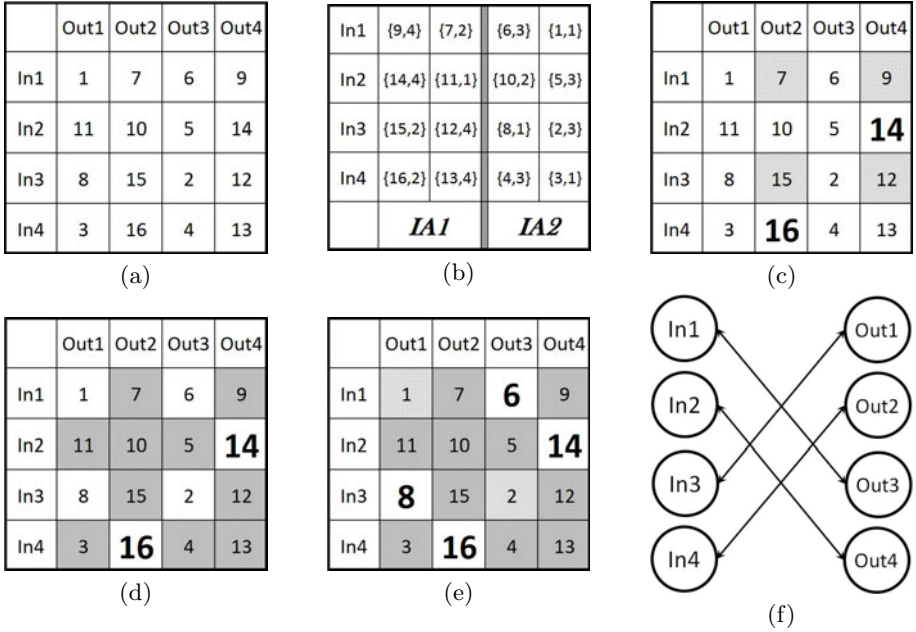 Out1 Out2 Out3 Out4
In1 1 7 6 9
In2 11 10 5 14
In3 8 15 2 12
In4 3 16 4 13
(a)
In1 {9,4} {7,2} {6,3} {1,1}
In2 {14,4} {11,1} {10,2} {5,3}
In3 {15,2} {12,4} {8,1} {2,3}
In4 {16,2} {13,4} {4,3} {3,1}
IA1 IA2
(b)
Out1 Out2 Out3 Out4
In1 1 7 6 9
In2 11 10 5 14
In3 8 15 2 12
In4 3 16 4 13
(c)
Out1 Out2 Out3 Out4
In1 1 7 6 9
In2 11 10 5 14
In3 8 15 2 12
In4 3 16 4 13
(d)
Out1 Out2 Out3 Out4
In1 1 7 6 9
In2 11 10 5 14
In3 8 15 2 12
In4 3 16 4 13
(e)
In1 Out1
In2 Out2
In3 Out3
In4 Out4
(f)